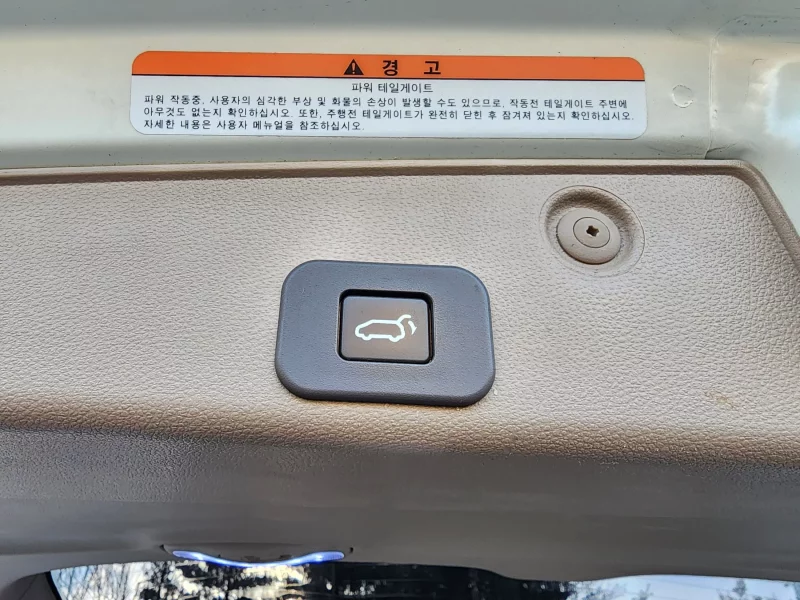 경 고
파워 테일게이트
파워 작동중, 사용자의 심각한 부상 및 화물의 손상이 발생할 수도 있으므로, 작동전 테일게이트 주변에
아무것도 없는지 확인하십시오. 또한, 주행전 테일게이트가 완전히 닫힌 후 잠겨져 있는지 확인하십시오.
자세한 내용은 사용자 메뉴얼을 참조하십시오.